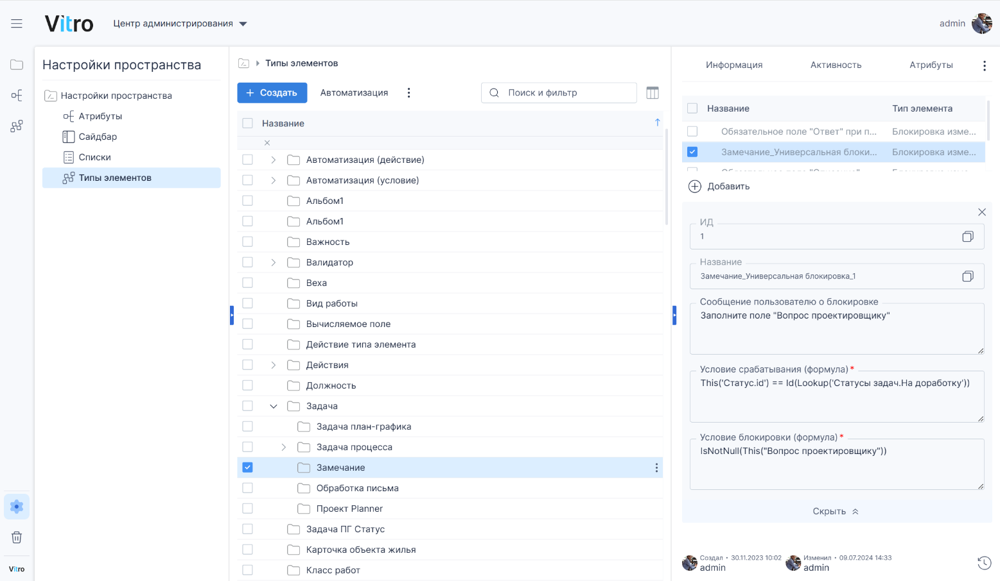 Vitro
Центр администрирования
admin
Настройки пространства
Настройки пространства
Атрибуты
Сайдбар
Списки
Типы элементов
Vitro
Типы элементов
+ Создать
Автоматизация
Поиск и фильтр
Название
Автоматизация (действие)
Автоматизация (условие)
Альбом1
Альбом1
Важность
Валидатор
Веха
Вид работы
Вычисляемое поле
Действие типа элемента
Действия
Должность
Задача
Задача план-графика
Задача процесса
Замечание
Обработка письма
Проект Planner
Задача ПГ Статус
Карточка объекта жилья
Класс работ
Информация
Активность
Атрибуты
Название
Тип элемента
Обязательное поле "Ответ" при п...
Блокировка изме...
Замечание_Универсальная блоки...
Блокировка изме...
Добавить
ИД
1
Название
Замечание_Универсальная блокировка_1
Сообщение пользователю о блокировке
Заполните поле "Вопрос проектировщику"
Условие срабатывания (формула) *
This('Статус.id') == Id(Lookup('Статусы задач.На доработку'))
Условие блокировки (формула) *
IsNotNull(This("Вопрос проектировщику"))
Скрыть
Создал • 30.11.2023 10:02
admin
Изменил • 09.07.2024 14:33
admin